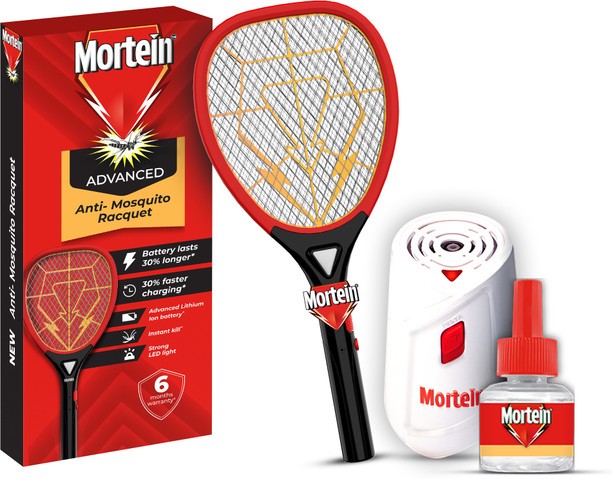 NEW Anti- Mosquito Racquet
Mortein™
ADVANCED
Anti- Mosquito
Racquet
Battery lasts
30% longer*
30% faster
charging*
Advanced Lithium
Ion battery*
Instant kill*
Strong
LED light
6
months
warranty*
Mortein
Mortein
Mortein